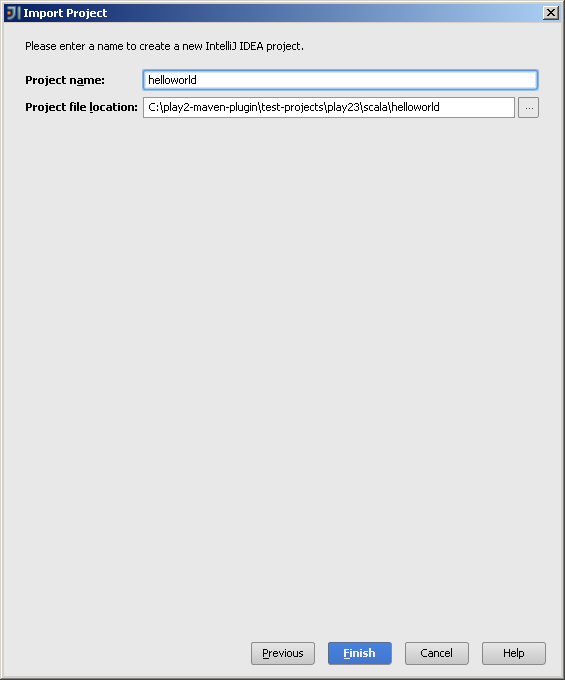 Import Project
Please enter a name to create a new IntelliJ IDEA project.
Project name: helloworld
Project file location: C:\play2-maven-plugin\test-projects\play23\scala\helloworld ...
Previous Finish Cancel Help